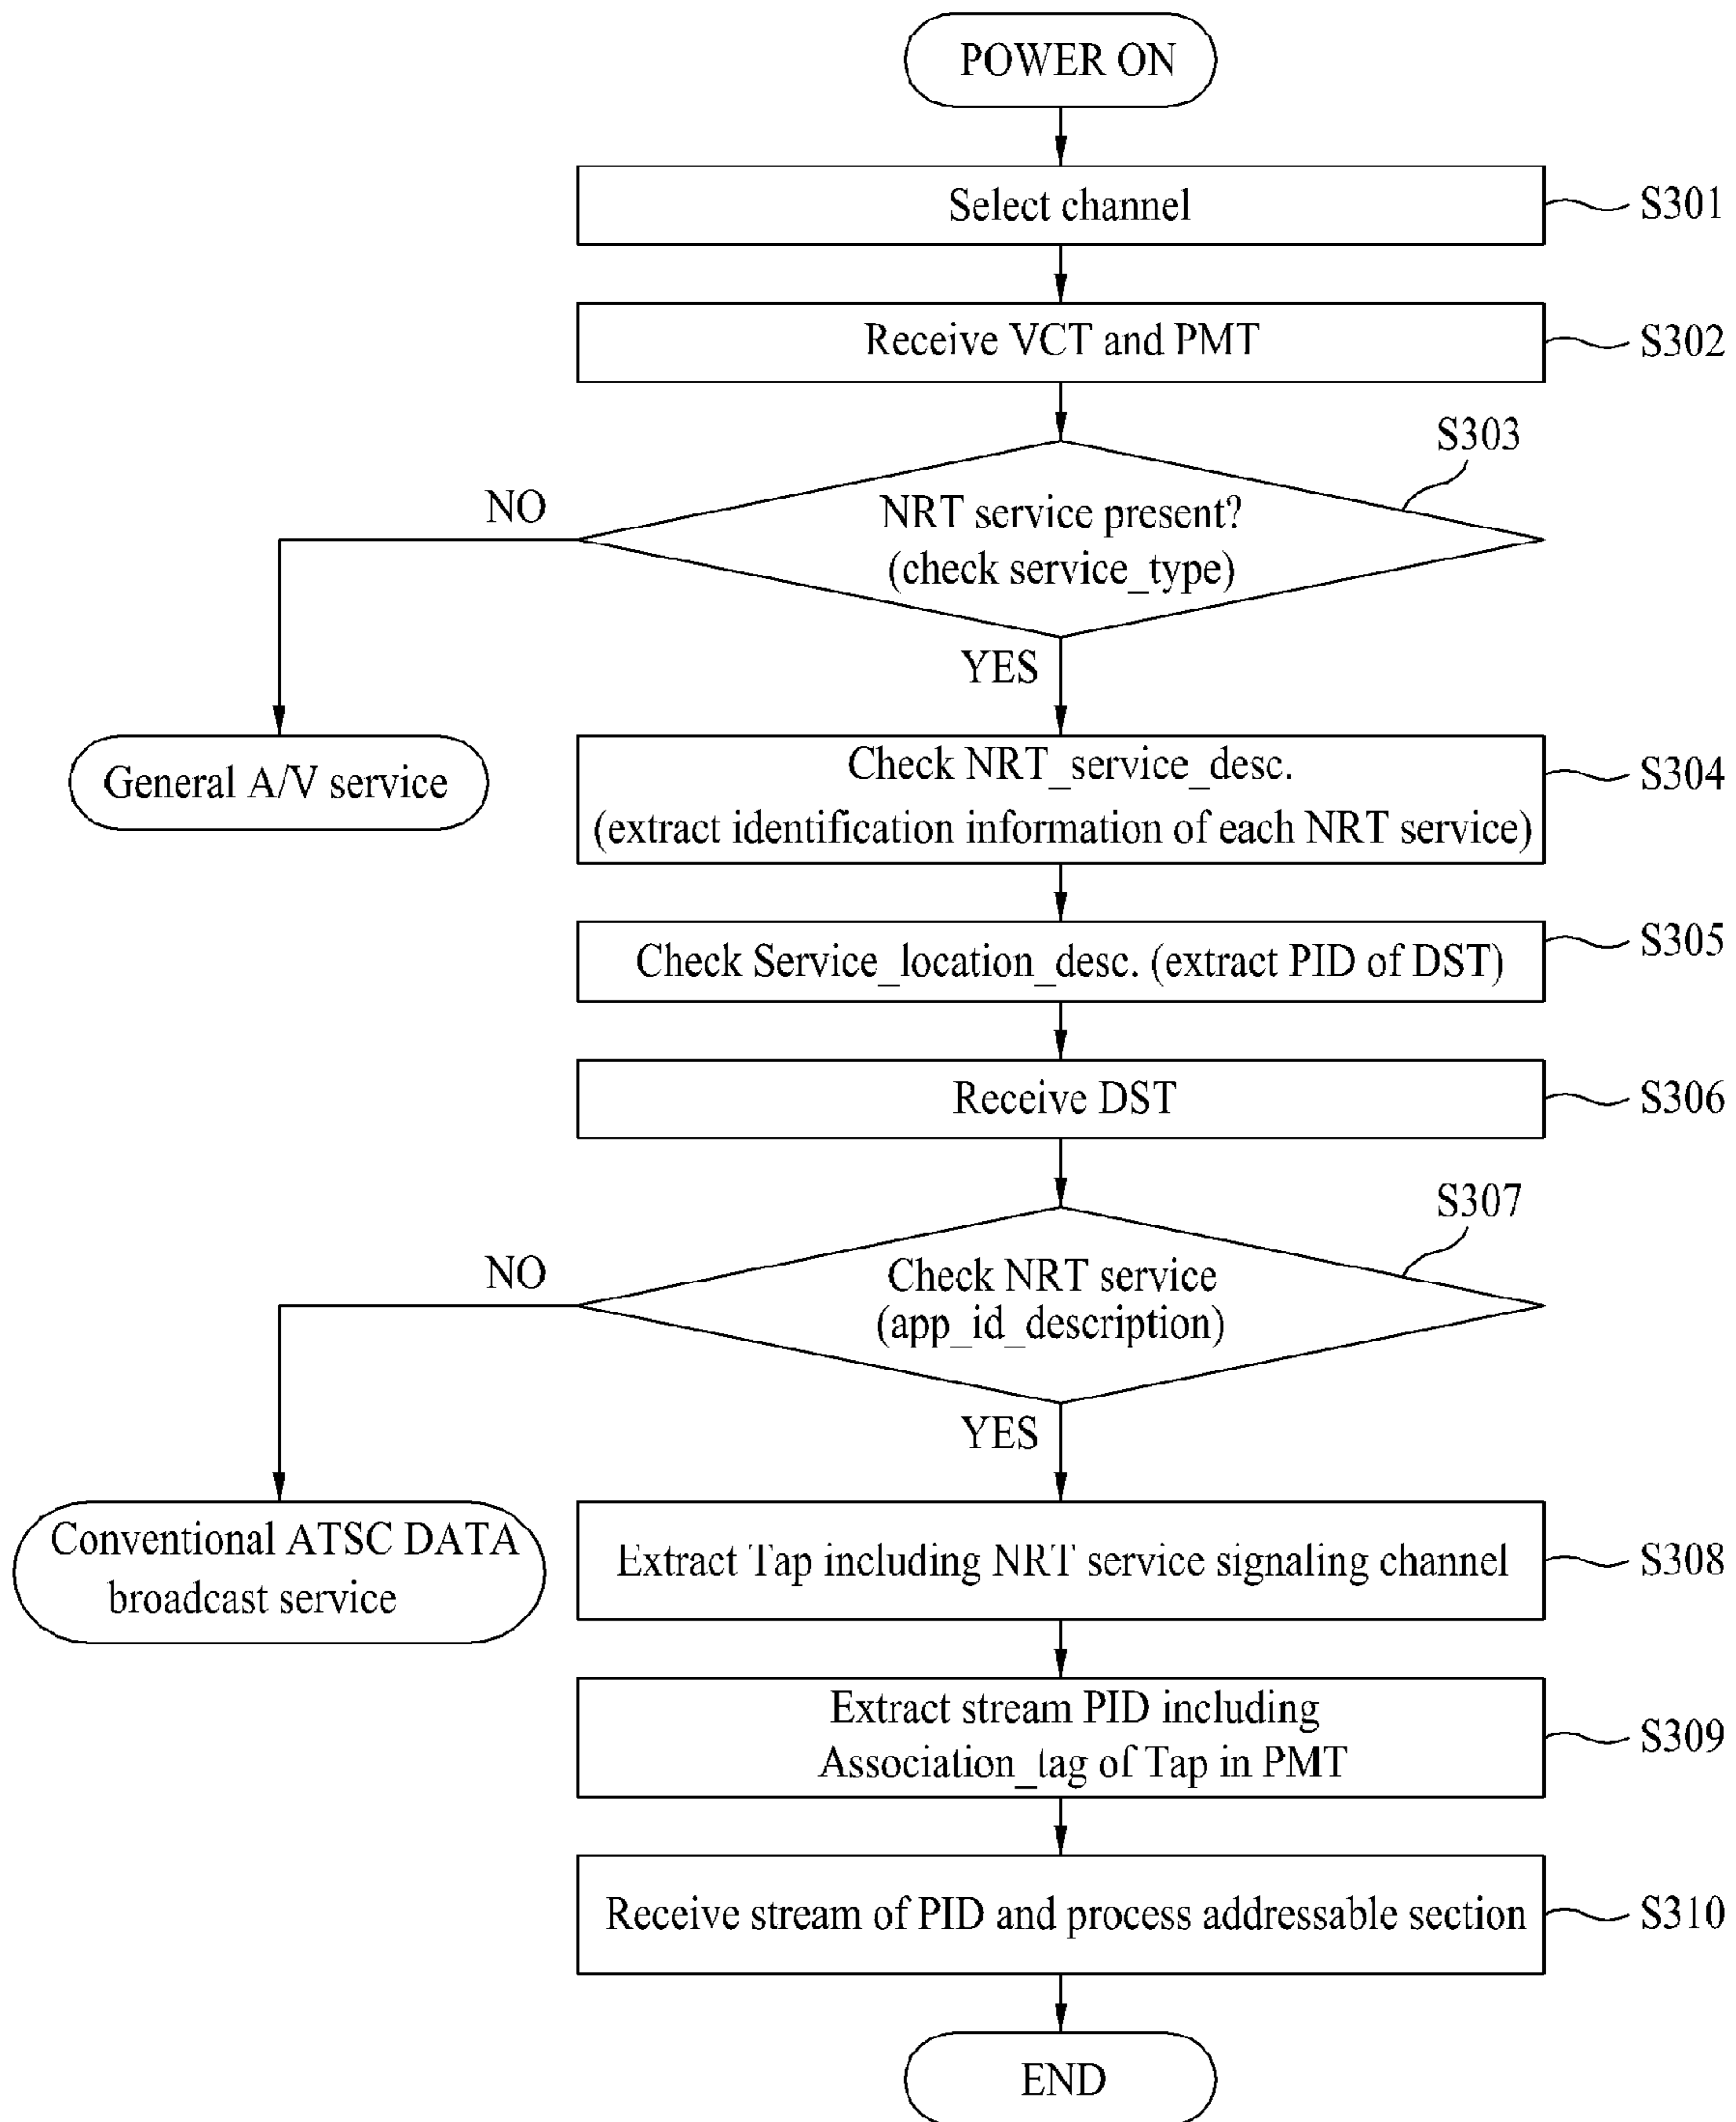 POWER ON
Select channel
S301
Receive VCT and PMT
S302
S303
NO
NRT service present?
(check service_type)
YES
General A/V service
Check NRT_service_desc.
(extract identification information of each NRT service)
S304
Check Service_location_desc. (extract PID of DST)
S305
Receive DST
S306
S307
NO
Check NRT service
(app_id_description)
YES
Conventional ATSC DATA
broadcast service
Extract Tap including NRT service signaling channel
S308
Extract stream PID including
Association_tag of Tap in PMT
S309
Receive stream of PID and process addressable section
S310
END